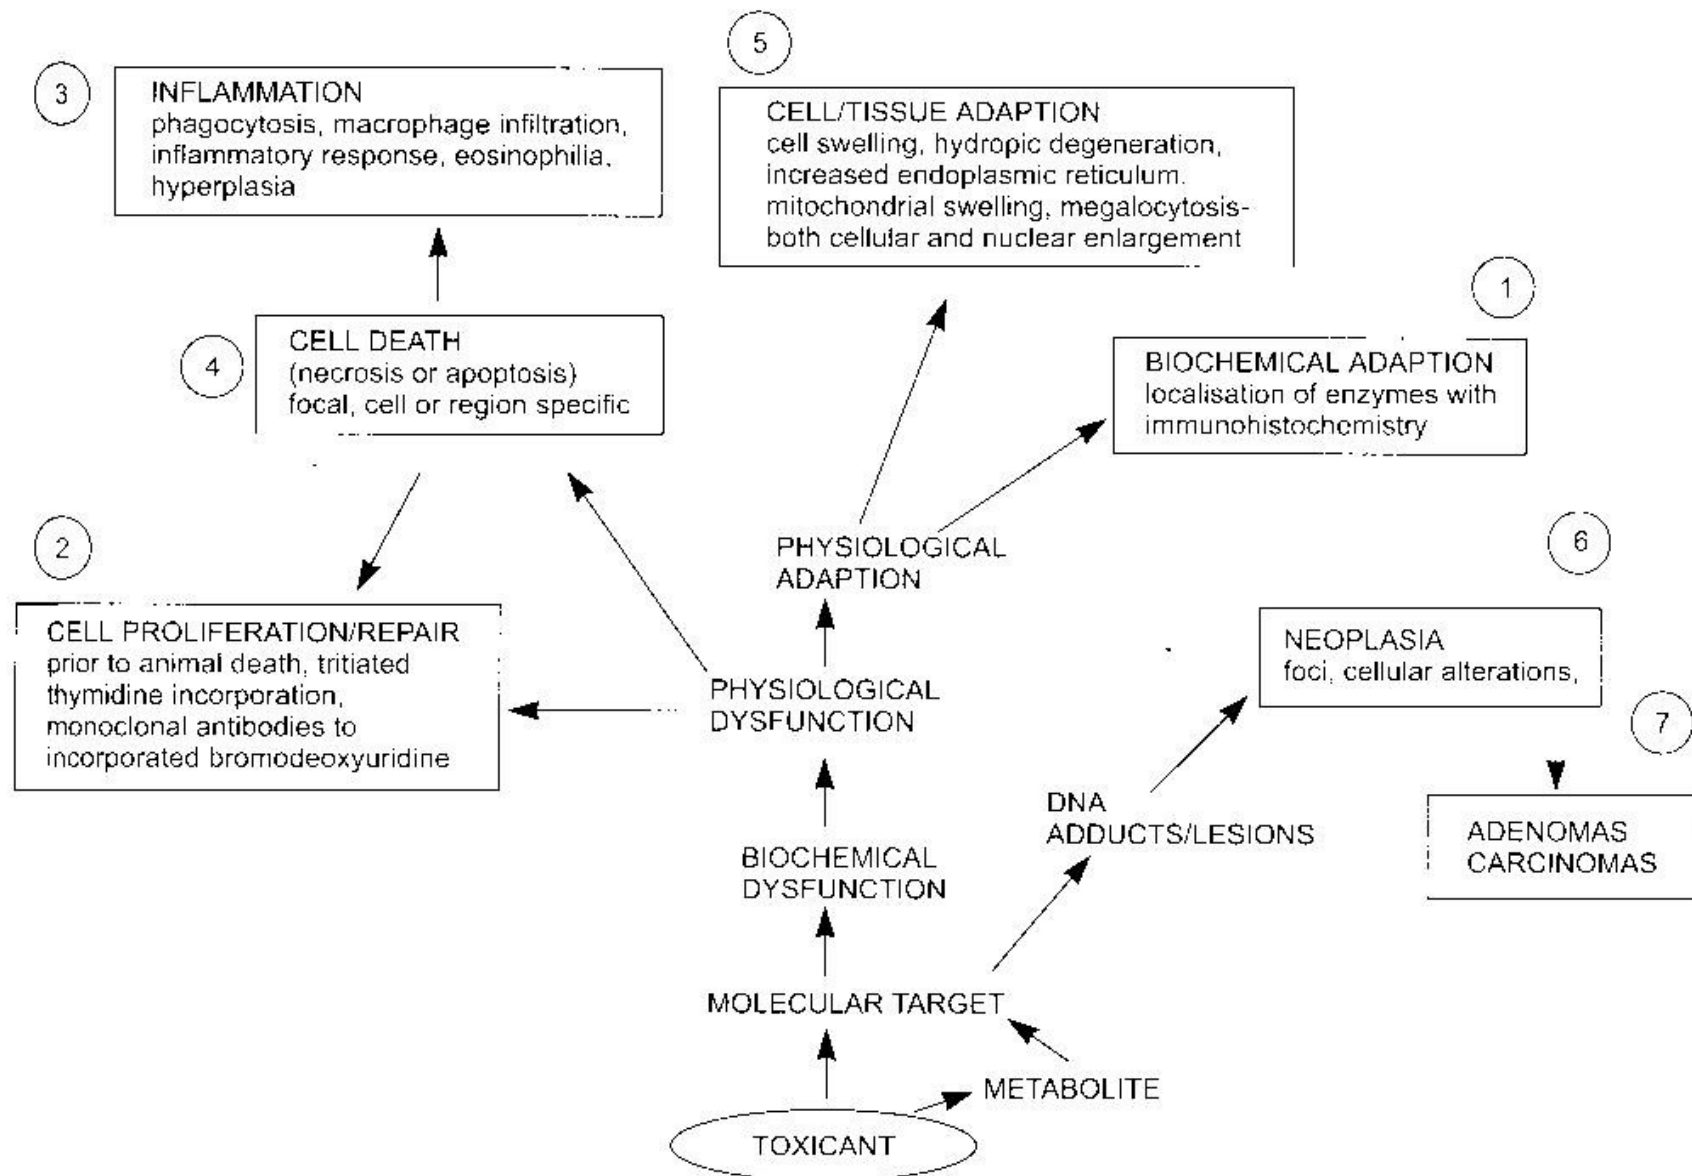 5
3
INFLAMMATION
phagocytosis, macrophage infiltration,
inflammatory response, eosinophilia,
hyperplasia
CELL/TISSUE ADAPTION
cell swelling, hydropic degeneration,
increased endoplasmic reticulum.
mitochondrial swelling, megalocytosis-
both cellular and nuclear enlargement
1
4
CELL DEATH
(necrosis or apoptosis)
focal, cell or region specific
BIOCHEMICAL ADAPTION
localisation of enzymes with
immunohistochemistry
2
PHYSIOLOGICAL
ADAPTION
6
CELL PROLIFERATION/REPAIR
prior to animal death, tritiated
thymidine incorporation,
monoclonal antibodies to
incorporated bromodeoxyuridine
PHYSIOLOGICAL
DYSFUNCTION
NEOPLASIA
foci, cellular alterations,
7
DNA
ADDUCTS/LESIONS
ADENOMAS
CARCINOMAS
BIOCHEMICAL
DYSFUNCTION
MOLECULAR TARGET
METABOLITE
TOXICANT